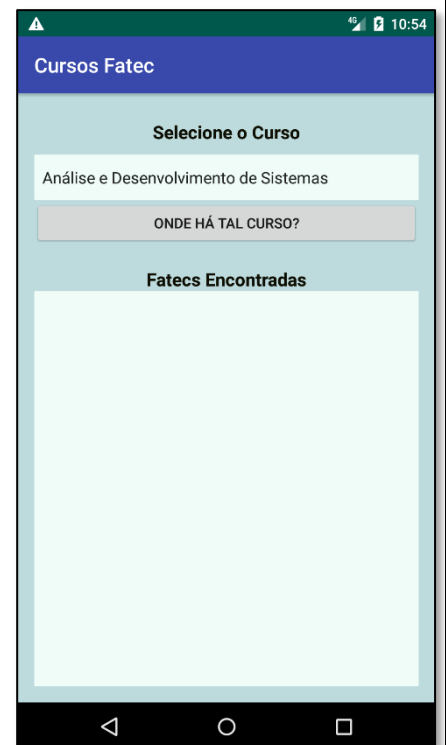 4G 10:54
Cursos Fatec
Selecione o Curso
Análise e Desenvolvimento de Sistemas
ONDE HÁ TAL CURSO?
Fatecs Encontradas